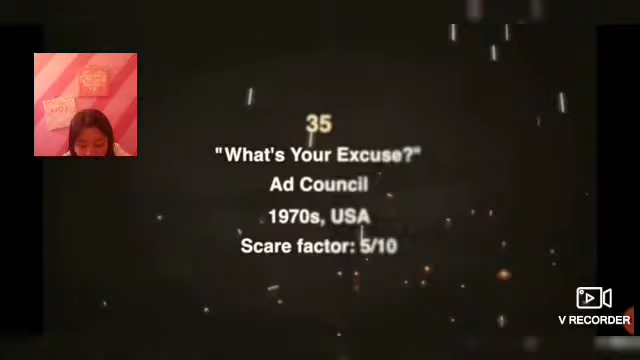 35
"What's Your Excuse?"
Ad Council
1970s, USA
Scare factor: 5/10
V RECORDER